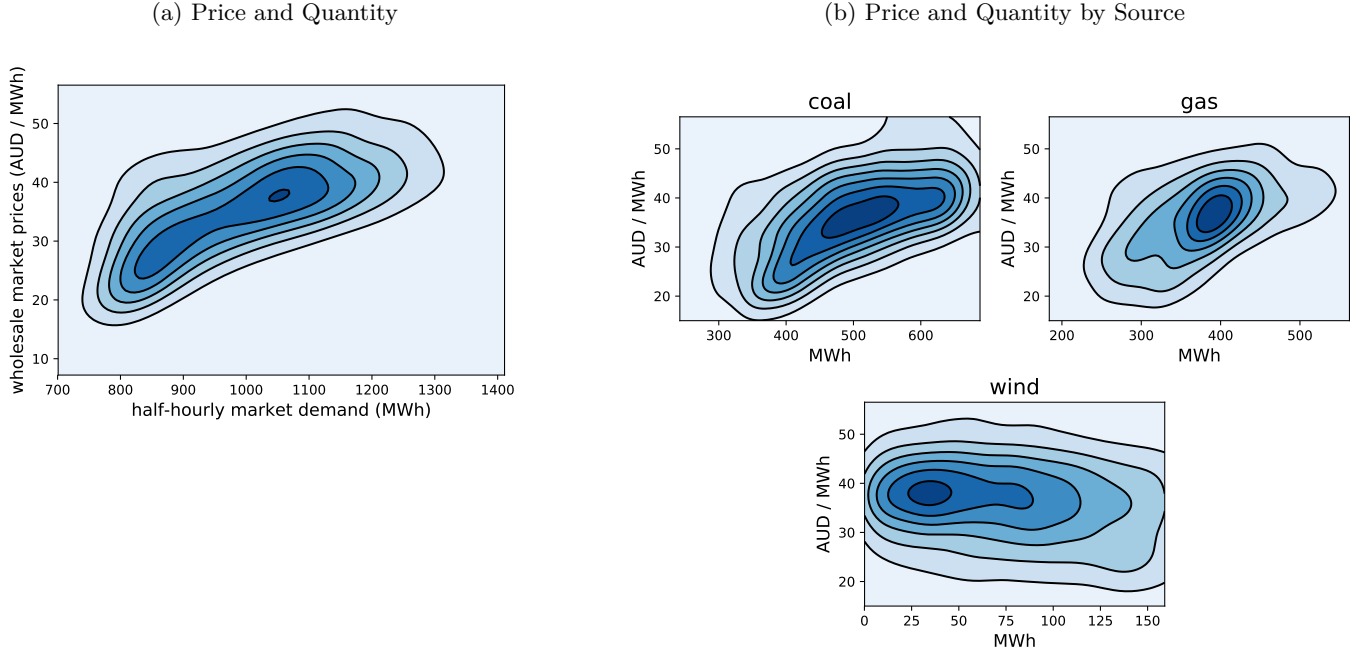 (a) Price and Quantity
(b) Price and Quantity by Source
wholesale market prices (AUD / MWh)
50
40
30
20
10
700 800 900 1000 1100 1200 1300 1400
half-hourly market demand (MWh)
coal
AUD / MWh
50
40
30
20
300 400 500 600
MWh
gas
AUD / MWh
50
40
30
20
200 300 400 500
MWh
wind
AUD / MWh
50
40
30
20
0 25 50 75 100 125 150
MWh